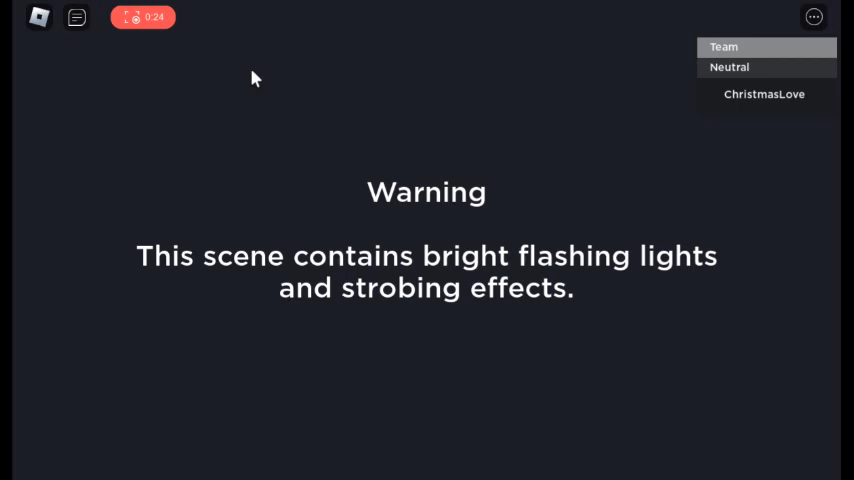 0:24
Team
Neutral
ChristmasLove
Warning
This scene contains bright flashing lights
and strobing effects.